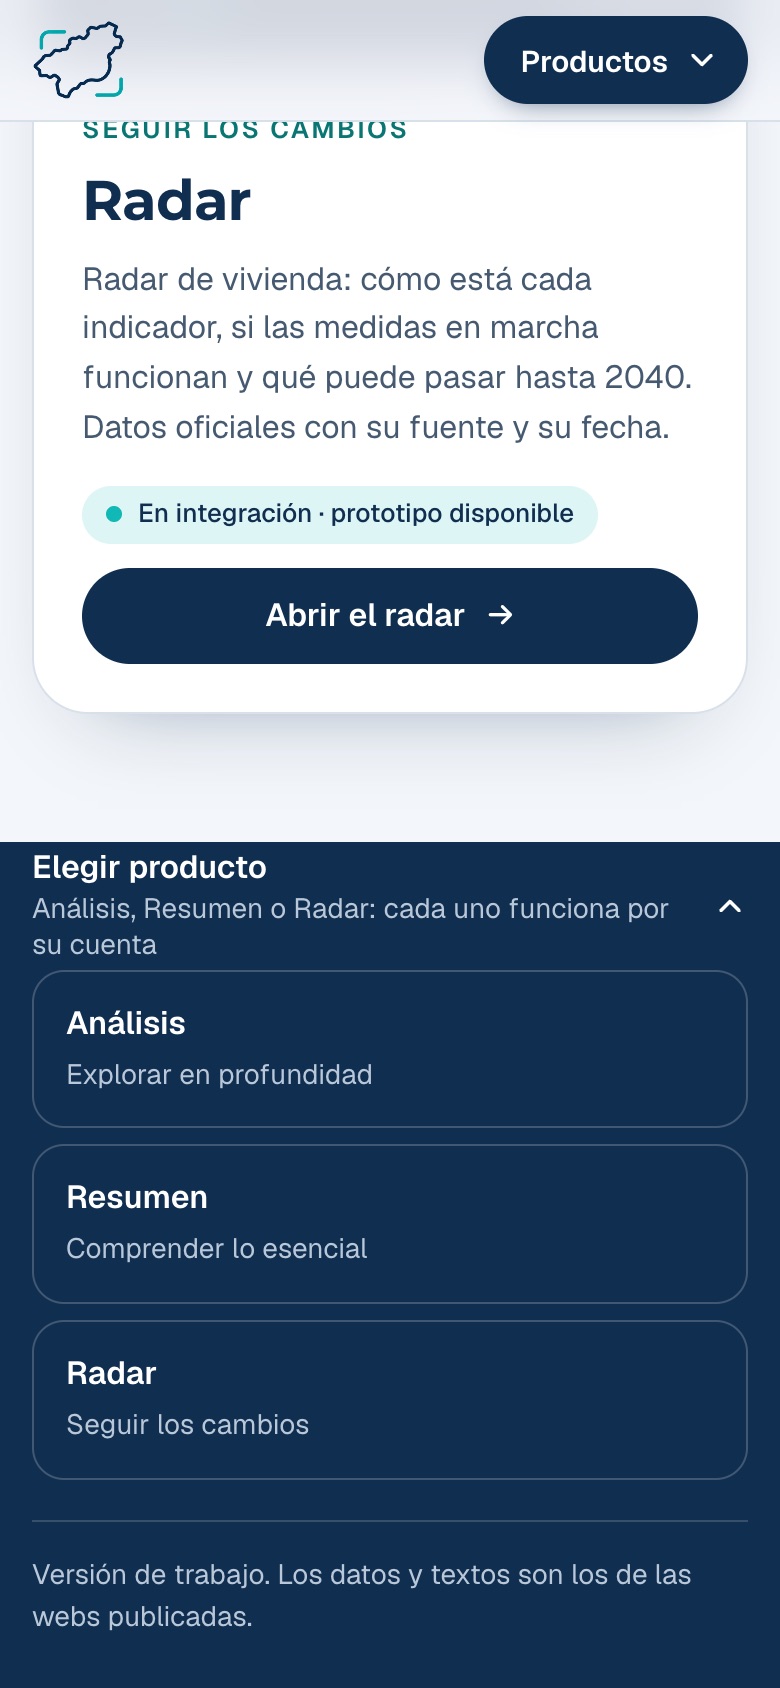 Productos
SEGUIR LOS CAMBIOS
Radar
Radar de vivienda: cómo está cada
indicador, si las medidas en marcha
funcionan y qué puede pasar hasta 2040.
Datos oficiales con su fuente y su fecha.
En integración · prototipo disponible
Abrir el radar →
Elegir producto
Análisis, Resumen o Radar: cada uno funciona por
su cuenta
Análisis
Explorar en profundidad
Resumen
Comprender lo esencial
Radar
Seguir los cambios
Versión de trabajo. Los datos y textos son los de las
webs publicadas.